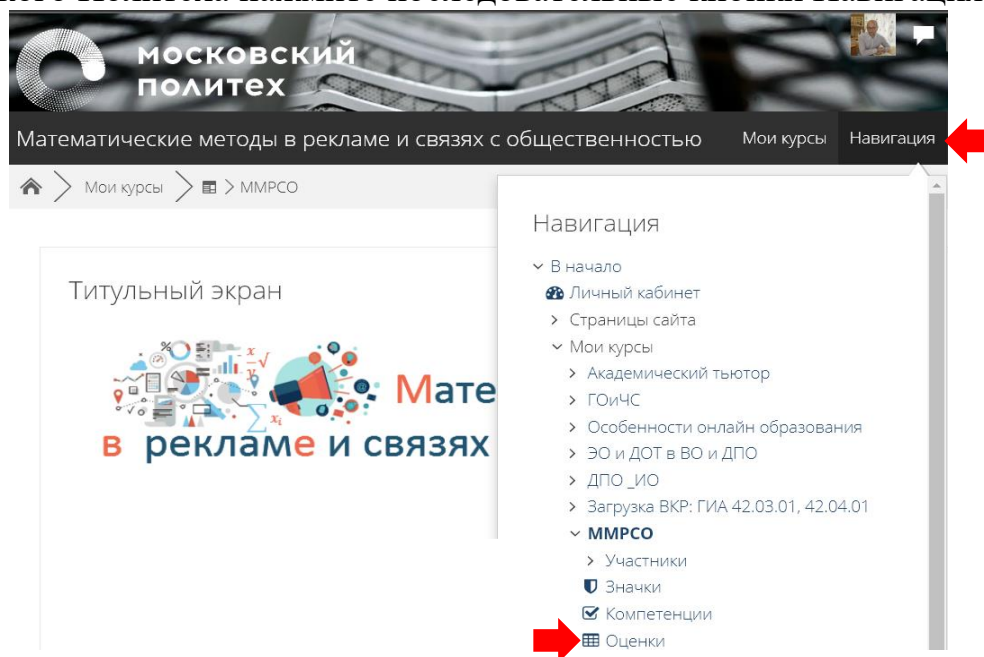 московский
политех
Математические методы в рекламе и связях с общественностью Мои курсы Навигация
Мои курсы > ММРСО
Навигация
Титульный экран
В начало
Личный кабинет
Страницы сайта
Мои курсы
Академический тьютор
ГОиЧС
Особенности онлайн образования
ЭО и ДОТ в ВО и ДПО
ДПО _ИО
Загрузка ВКР: ГИА 42.03.01, 42.04.01
ММРСО
Участники
Значки
Компетенции
Оценки
Мате
в рекламе и связях